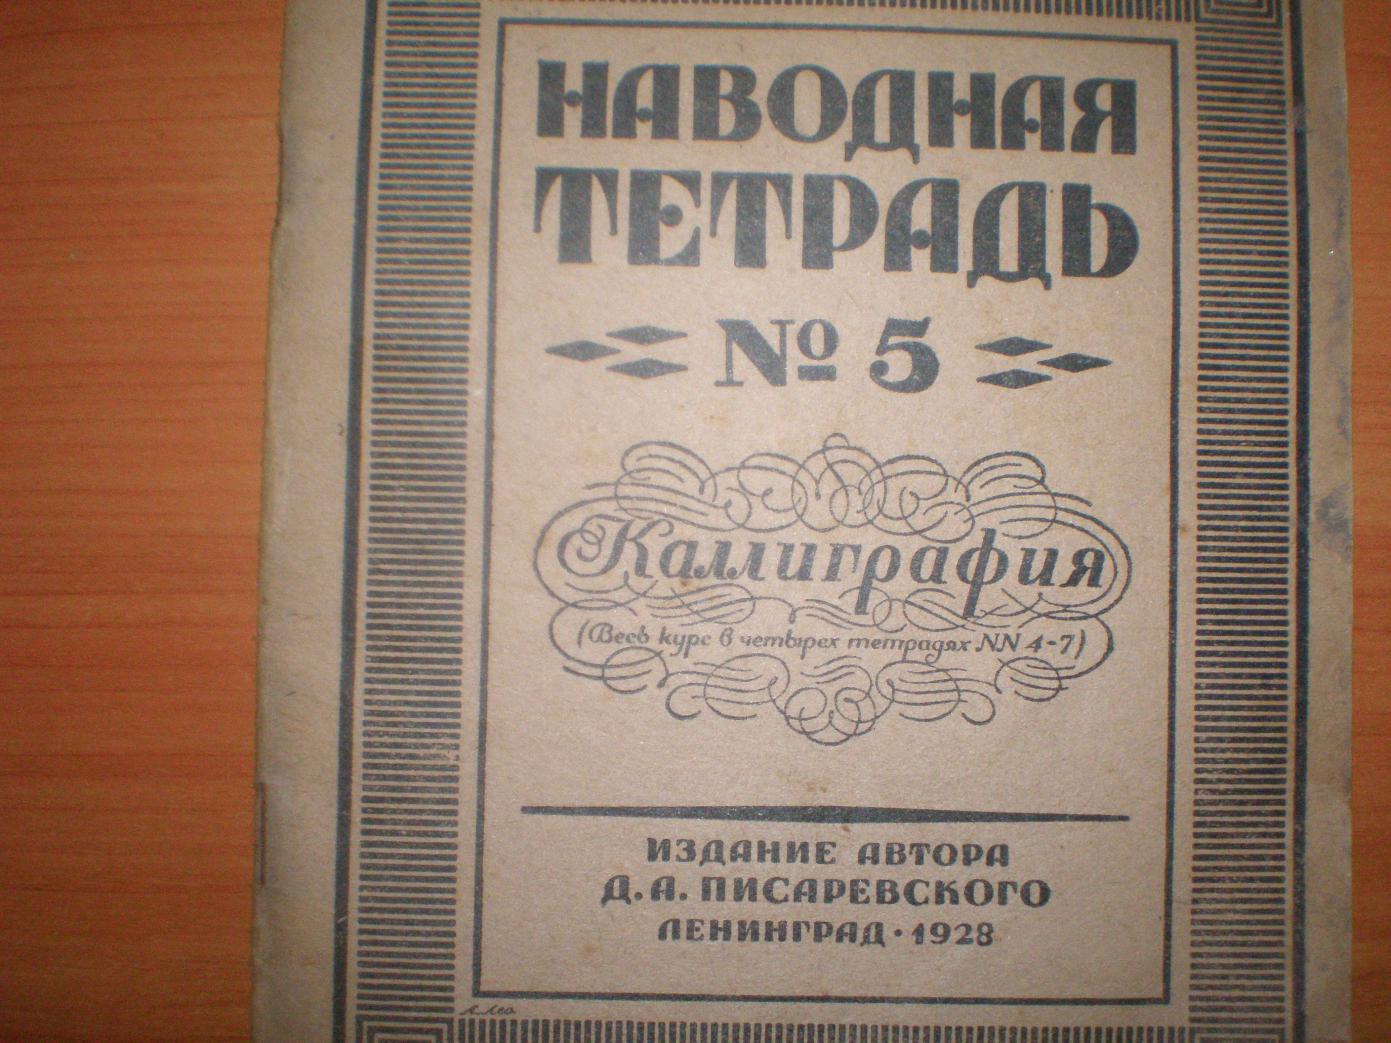 НАВОДНАЯ
ТЕТРАДЬ
№ 5
Каллиграфия
(Весь курс в четырех тетрадях NN 4-7)
ИЗДАНИЕ АВТОРА
Д. А. ПИСАРЕВСКОГО
ЛЕНИНГРАД · 1928